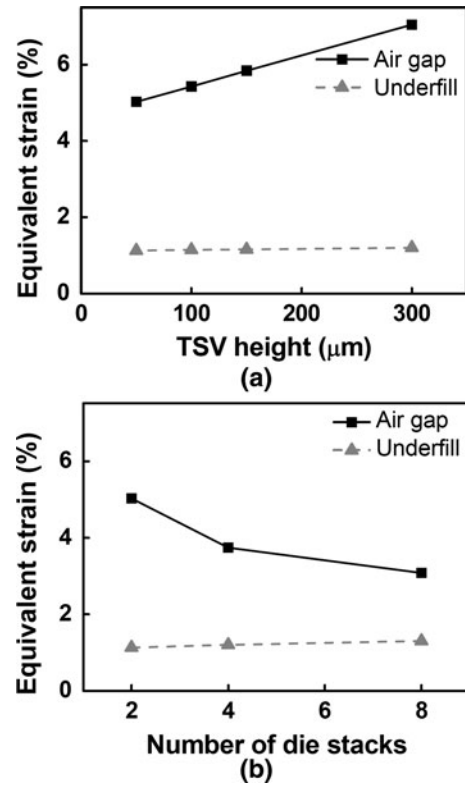 Equivalent strain (%)
6
4
2
0
Air gap
Underfill
0
100
200
300
TSV height (μm)
(a)
Equivalent strain (%)
6
4
2
0
Air gap
Underfill
2
4
6
8
Number of die stacks
(b)